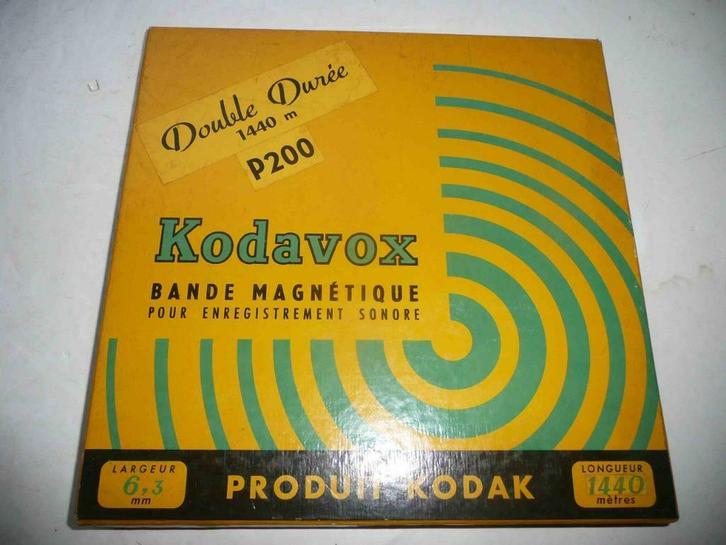 Double Durée
1440 m
P200
Kodavox
BANDE MAGNÉTIQUE
POUR ENREGISTREMENT SONORE
LARGEUR
6,3
mm
PRODUIT KODAK
LONGUEUR
1440
mètres